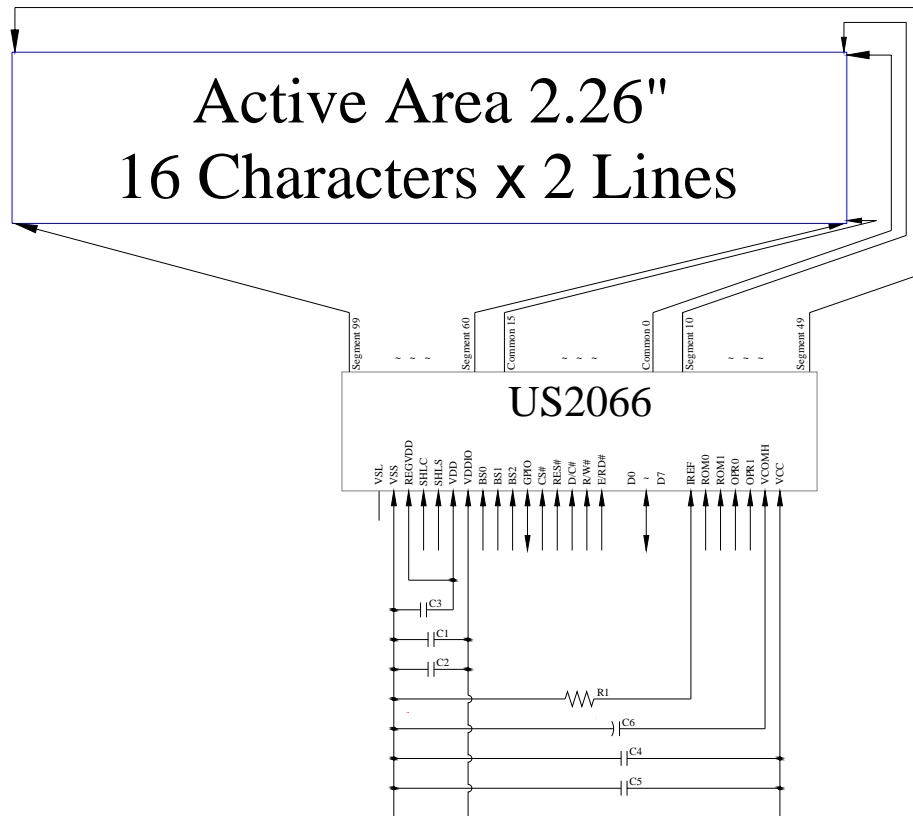 Active Area 2.26"
16 Characters x 2 Lines
Segment 99
~ ~ ~
Segment 60
Common 15
~ ~ ~
Common 0
Segment 10
~ ~ ~
Segment 49
US2066
VSL
VSS
REGVDD
SHLC
SHLS
VDD
VDDIO
BS0
BS1
BS2
GPIO
CS#
RES#
D/C#
R/W#
E/RD#
D0
~
D7
IREF
ROM0
ROM1
OPR0
OPR1
VCOMH
VCC
C3
C1
C2
R1
C6
C4
C5